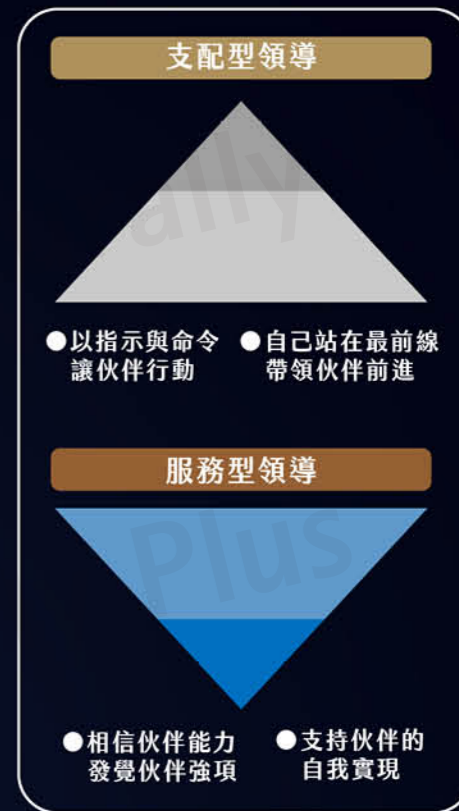 支配型領導
ally
●以指示與命令 ●自己站在最前線
讓伙伴行動 帶領伙伴前進
服務型領導
Plus
●相信伙伴能力 ●支持伙伴的
發覺伙伴強項 自我實現